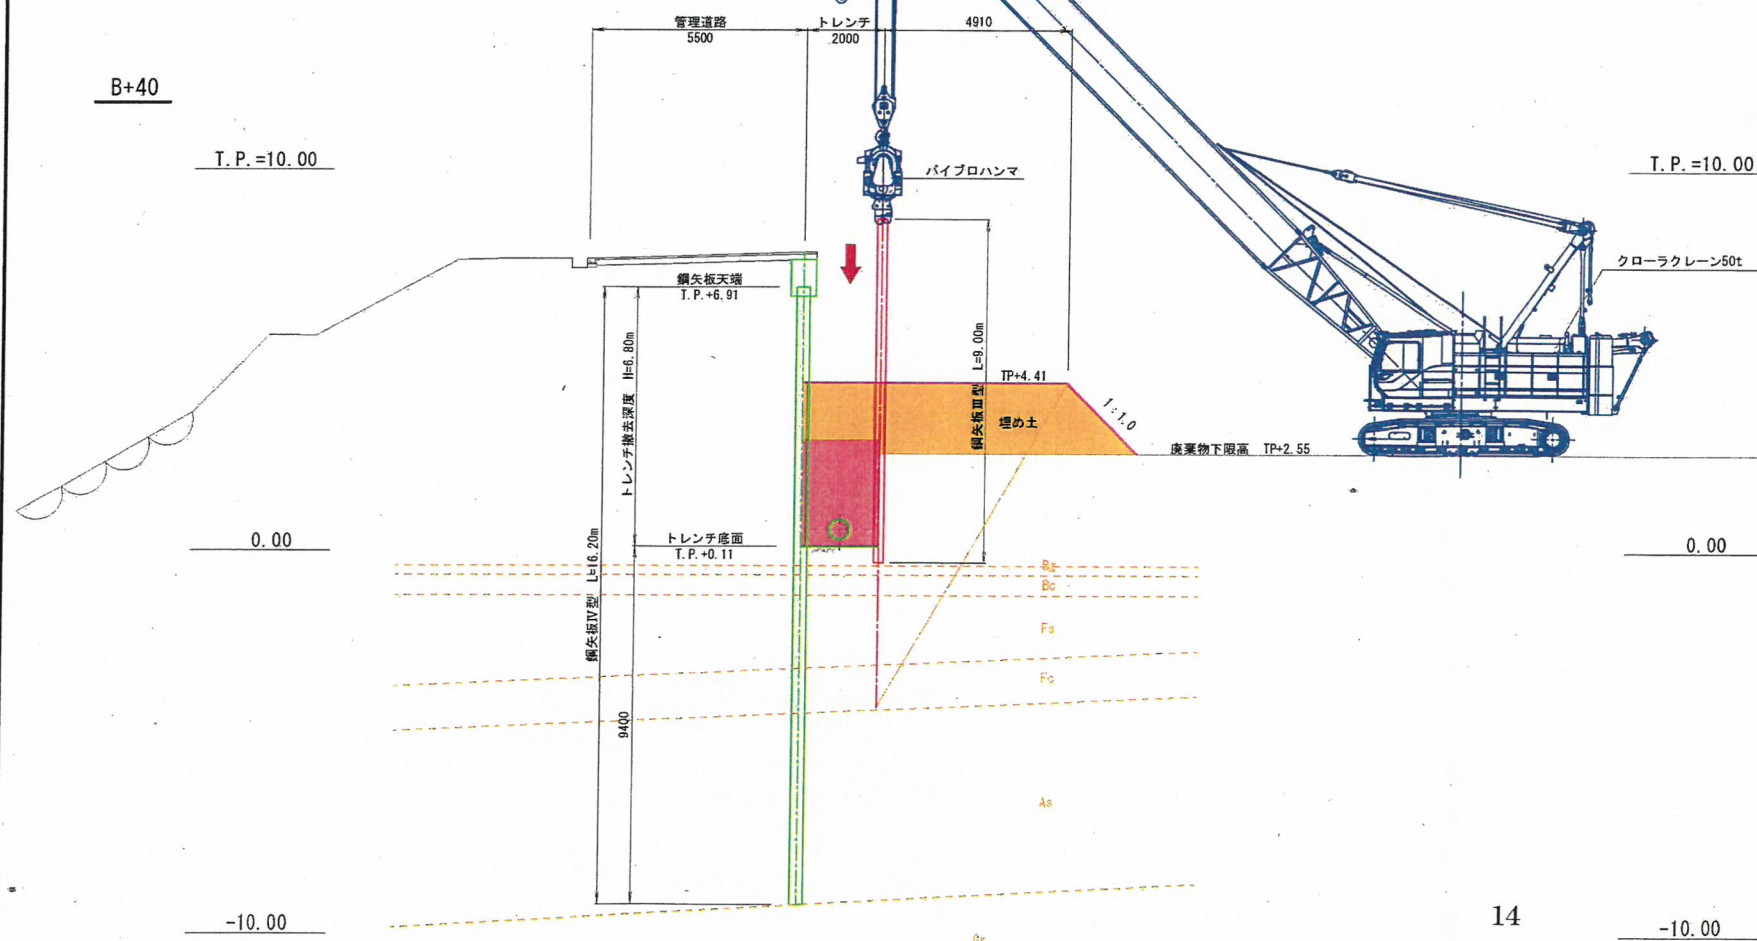 管理道路
5500
トレンチ
2000
4910
B+40
T.P.=10.00
T.P.=10.00
バイブロハンマ
クローラクレーン50t
鋼矢板天端
T.P.+6.91
トレンチ撤去深度 H=6.80m
鋼矢板Ⅲ型 L=9.00m
TP+4.41
1:1.0
埋め土
廃棄物下限高 TP+2.55
0.00
トレンチ底面
T.P.+0.11
0.00
鋼矢板Ⅳ型 L=16.20m
Bc
Fs
Fc
9400
As
-10.00
14
-10.00